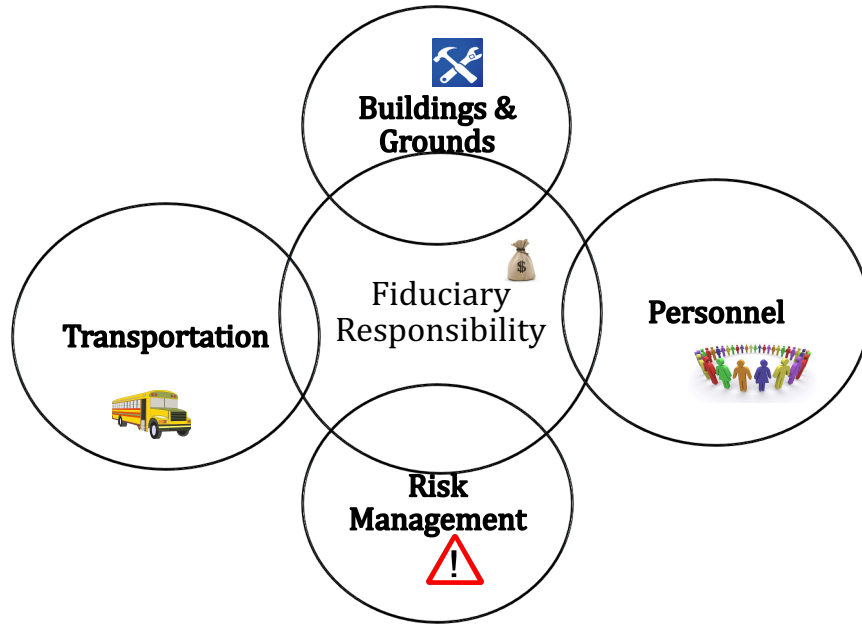 Buildings &
Grounds
Fiduciary
Responsibility
Transportation
Personnel
Risk
Management